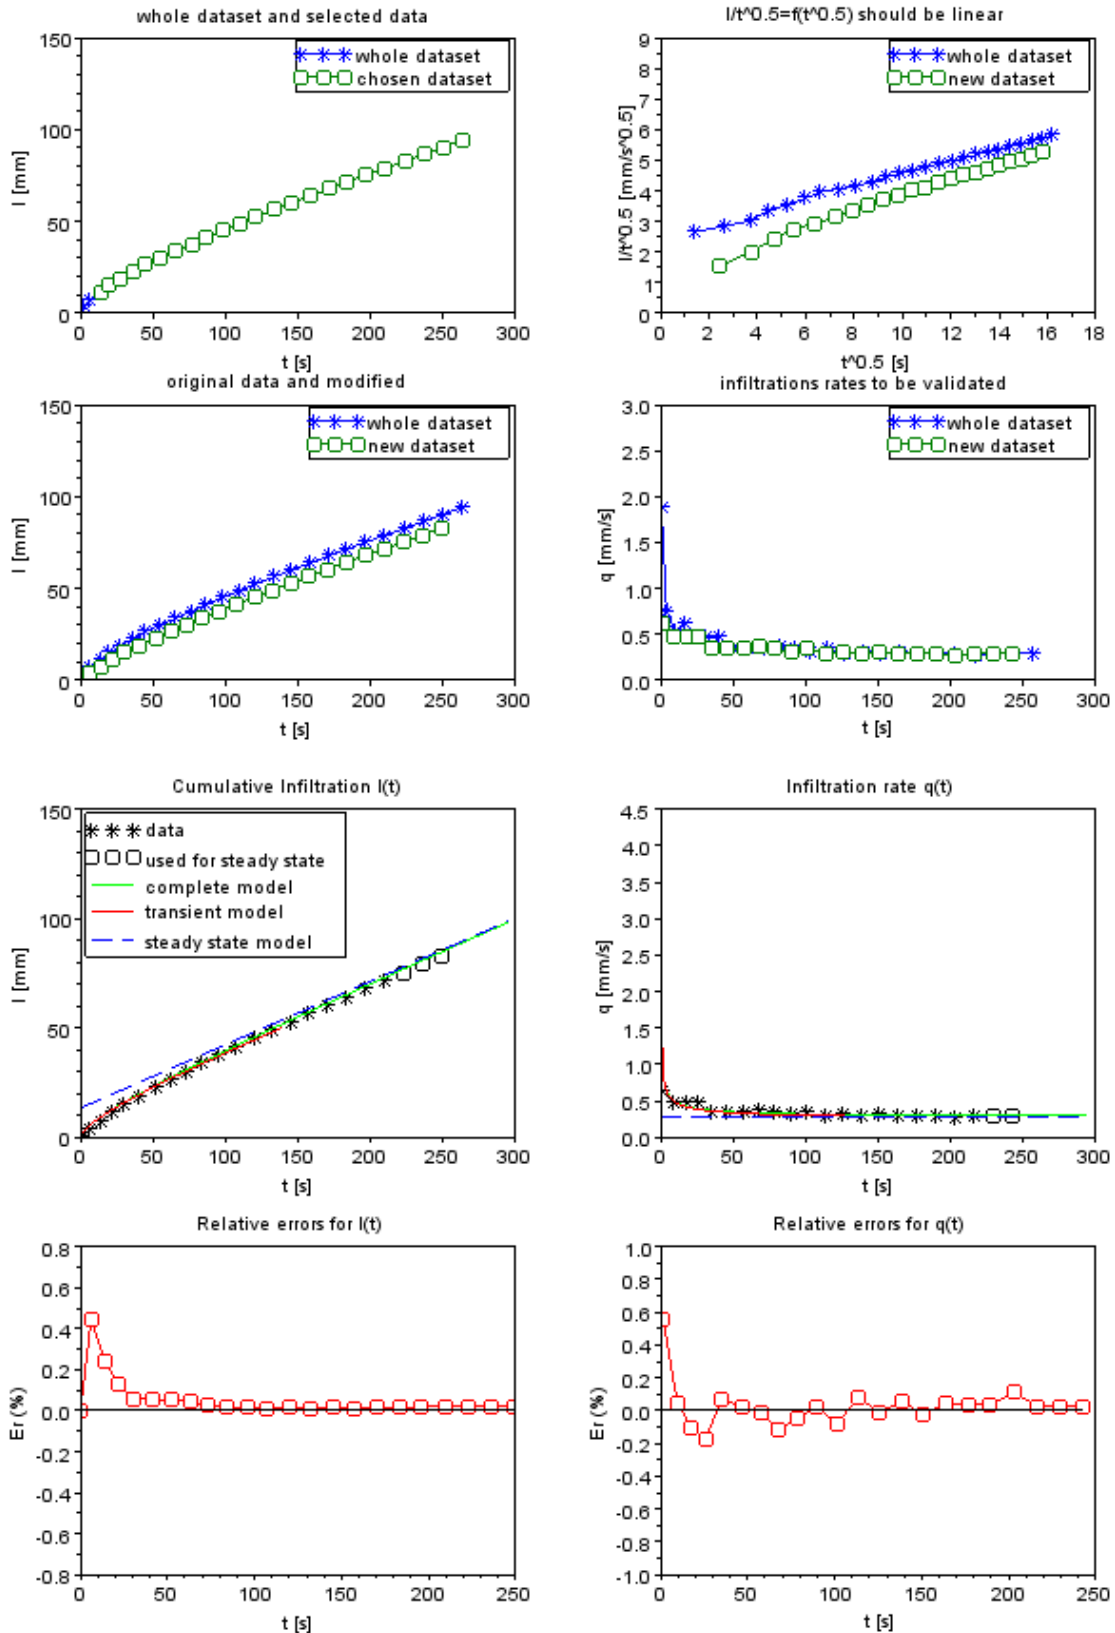 whole dataset and selected data
150
100
50
0
I [mm]
whole dataset
chosen dataset
0 50 100 150 200 250 300
t [s]
I/t^0.5=f(t^0.5) should be linear
9
8
7
6
5
4
3
2
1
0
I/t^0.5 [mm/s^0.5]
whole dataset
new dataset
0 2 4 6 8 10 12 14 16 18
t^0.5 [s]
original data and modified
150
100
50
0
I [mm]
whole dataset
new dataset
0 50 100 150 200 250 300
t [s]
infiltrations rates to be validated
3.0
2.5
2.0
1.5
1.0
0.5
0.0
q [mm/s]
whole dataset
new dataset
0 50 100 150 200 250 300
t [s]
Cumulative Infiltration I(t)
150
100
50
0
I [mm]
data
used for steady state
complete model
transient model
steady state model
0 50 100 150 200 250 300
t [s]
Infiltration rate q(t)
4.5
4.0
3.5
3.0
2.5
2.0
1.5
1.0
0.5
0.0
q [mm/s]
0 50 100 150 200 250 300
t [s]
Relative errors for I(t)
0.8
0.6
0.4
0.2
0.0
-0.2
-0.4
-0.6
-0.8
Er (%)
0 50 100 150 200 250
t [s]
Relative errors for q(t)
1.0
0.8
0.6
0.4
0.2
0.0
-0.2
-0.4
-0.6
-0.8
-1.0
Er (%)
0 50 100 150 200 250
t [s]